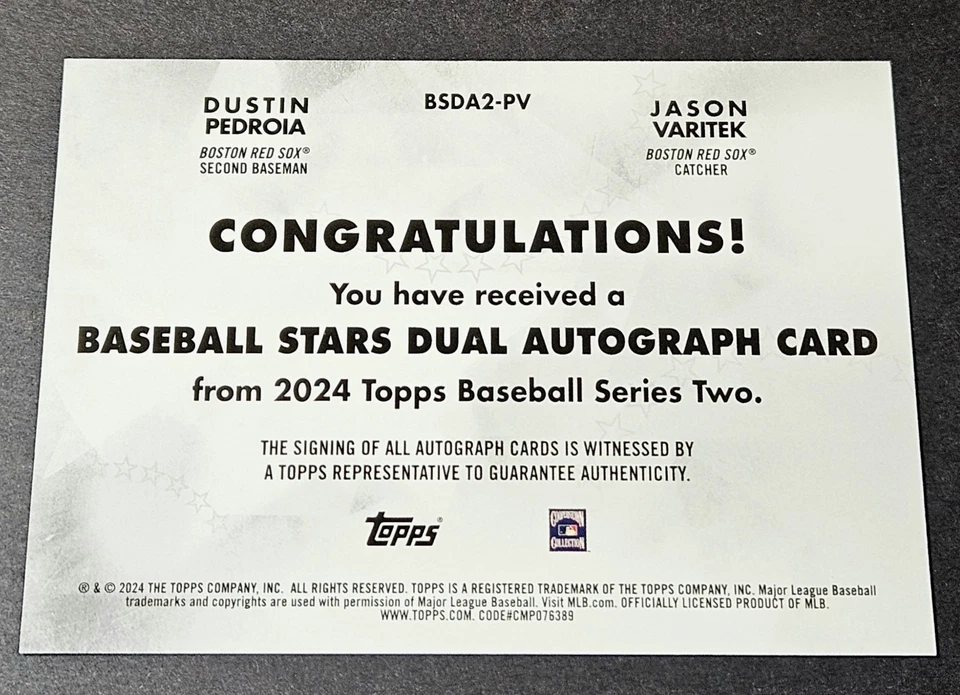 DUSTIN
PEDROIA
BOSTON RED SOX®
SECOND BASEMAN
BSDA2-PV
JASON
VARITEK
BOSTON RED SOX®
CATCHER
CONGRATULATIONS!
You have received a
BASEBALL STARS DUAL AUTOGRAPH CARD
from 2024 Topps Baseball Series Two.
THE SIGNING OF ALL AUTOGRAPH CARDS IS WITNESSED BY
A TOPPS REPRESENTATIVE TO GUARANTEE AUTHENTICITY.
topps®
COOPERSTOWN
COLLECTION
® & © 2024 THE TOPPS COMPANY, INC. ALL RIGHTS RESERVED. TOPPS IS A REGISTERED TRADEMARK OF THE TOPPS COMPANY, INC. Major League Baseball
trademarks and copyrights are used with permission of Major League Baseball. Visit MLB.com. OFFICIALLY LICENSED PRODUCT OF MLB.
WWW.TOPPS.COM. CODE#CMP076389